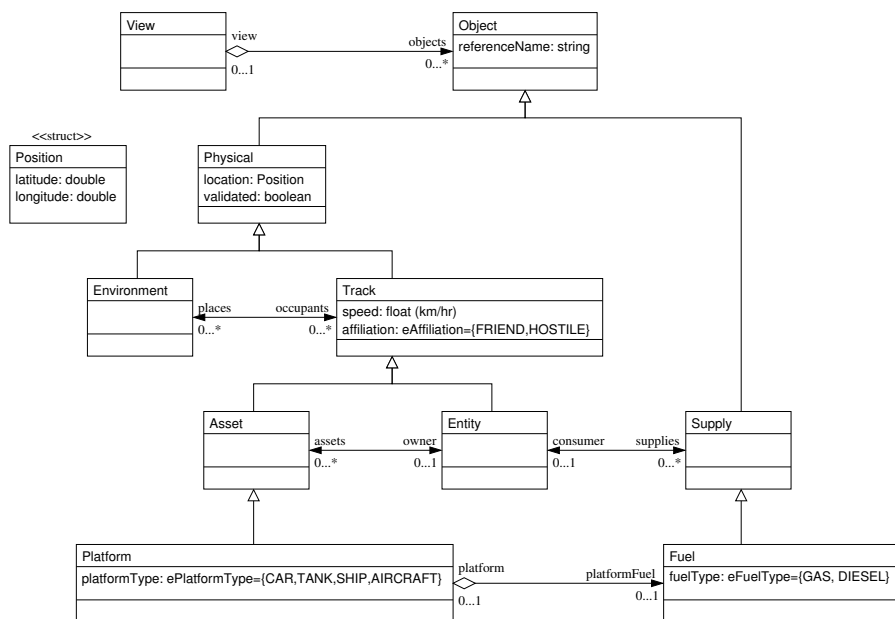 View
view
0...1
objects
0...*
Object
referenceName: string
<<struct>>
Position
latitude: double
longitude: double
Physical
location: Position
validated: boolean
Environment
places
0...*
occupants
0...*
Track
speed: float (km/hr)
affiliation: eAffiliation={FRIEND,HOSTILE}
Asset
assets
0...*
owner
0...1
Entity
consumer
0...1
supplies
0...*
Supply
Platform
platformType: ePlatformType={CAR,TANK,SHIP,AIRCRAFT}
platform
0...1
platformFuel
0...1
Fuel
fuelType: eFuelType={GAS, DIESEL}